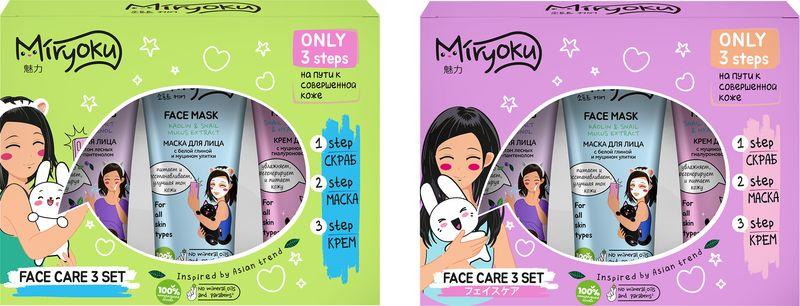 Miryoku
魅力
ONLY
3 steps
на пути к
совершенной
коже
FACE MASK
KAOLIN & SNAIL
MUCUS EXTRACT
МАСКА ДЛЯ ЛИЦА
с белой глиной
и муцином улитки
For
all
skin
types
1 step
СКРАБ
2 step
МАСКА
3 step
КРЕМ
FACE CARE 3 SET
100%
No mineral oils
and parabens
Inspired by Asian trend
Miryoku
魅力
ONLY
3 steps
на пути к
совершенной
коже
FACE MASK
KAOLIN & SNAIL
MUCUS EXTRACT
МАСКА ДЛЯ ЛИЦА
с белой глиной
и муцином улитки
For
all
skin
types
1 step
СКРАБ
2 step
МАСКА
3 step
КРЕМ
FACE CARE 3 SET
フェイスケア
100%
No mineral oils
and parabens
Inspired by Asian trend